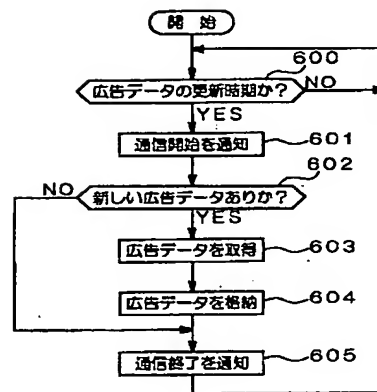 開 始
600
広告データの更新時期か?
NO
YES
通信開始を通知
601
602
NO
新しい広告データありか?
YES
広告データを取得
603
広告データを格納
604
通信終了を通知
605